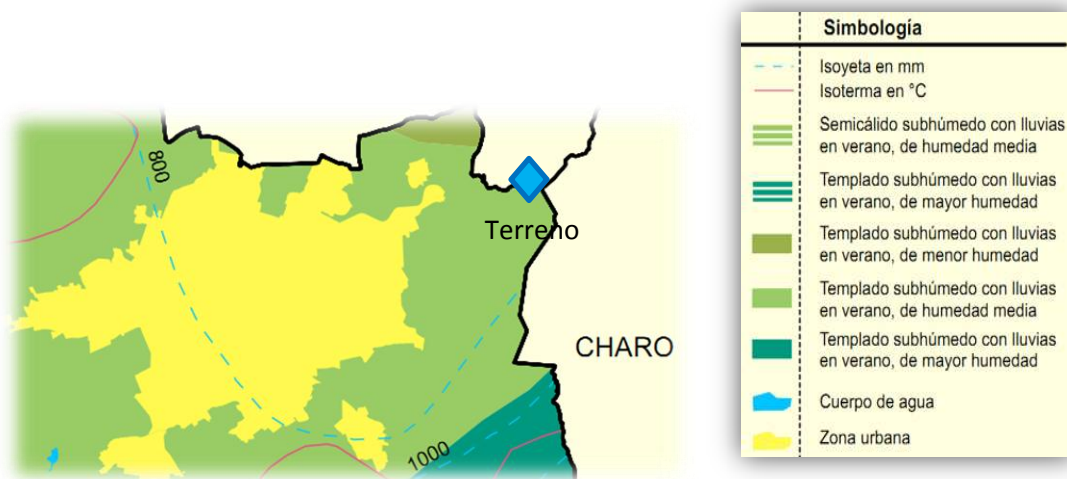 800
Terreno
CHARO
1000
Simbología
Isoyeta en mm
Isoterma en °C
Semicálido subhúmedo con lluvias
en verano, de humedad media
Templado subhúmedo con lluvias
en verano, de mayor humedad
Templado subhúmedo con lluvias
en verano, de menor humedad
Templado subhúmedo con lluvias
en verano, de humedad media
Templado subhúmedo con lluvias
en verano, de mayor humedad
Cuerpo de agua
Zona urbana